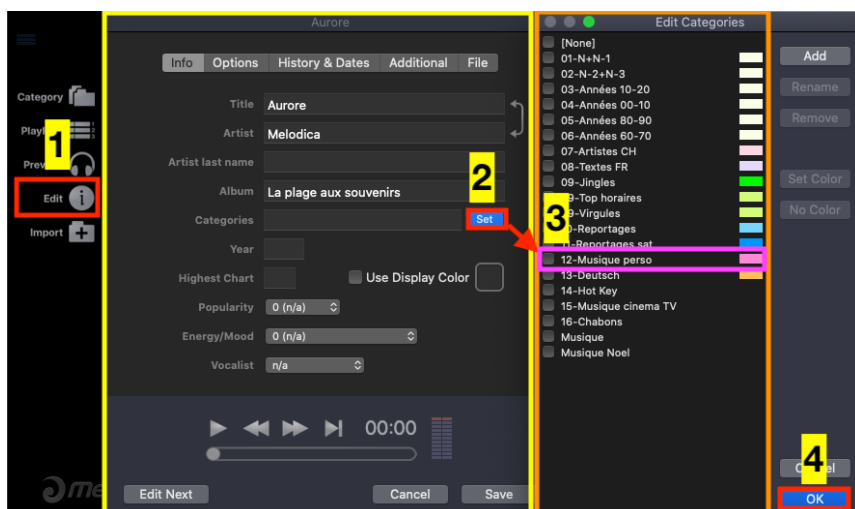 Aurore
Edit Categories
Info Options History & Dates Additional File
Category
1
Edit
Import
Title Aurore
Artist Melodica
Artist last name
Album La plage aux souvenirs
2
Categories Set
Year
Highest Chart Use Display Color
Popularity 0 (n/a)
Energy/Mood 0 (n/a)
Vocalist n/a
00:00
Edit Next Cancel Save
3
[None]
01-N+N-1
02-N-2+N-3
03-Années 10-20
04-Années 00-10
05-Années 80-90
06-Années 60-70
07-Artistes CH
08-Textes FR
09-Jingles
9-Top horaires
9-Virgules
0-Reportages
11-Reportages sat
12-Musique perso
13-Deutsch
14-Hot Key
15-Musique cinema TV
16-Chabons
Musique
Musique Noel
Add
Rename
Remove
Set Color
No Color
4
OK